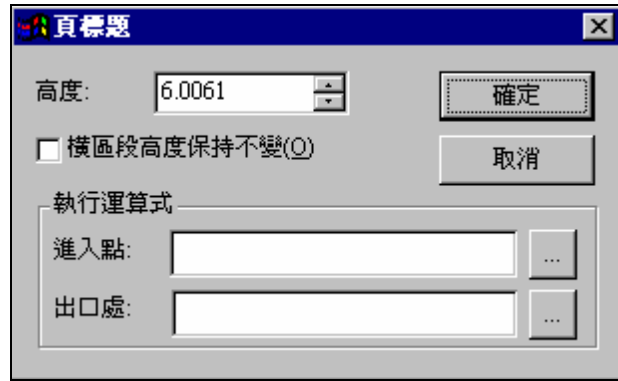 頁標題
高度: 6.0061 確定
橫區段高度保持不變(O) 取消
執行運算式
進入點: ...
出口處: ...